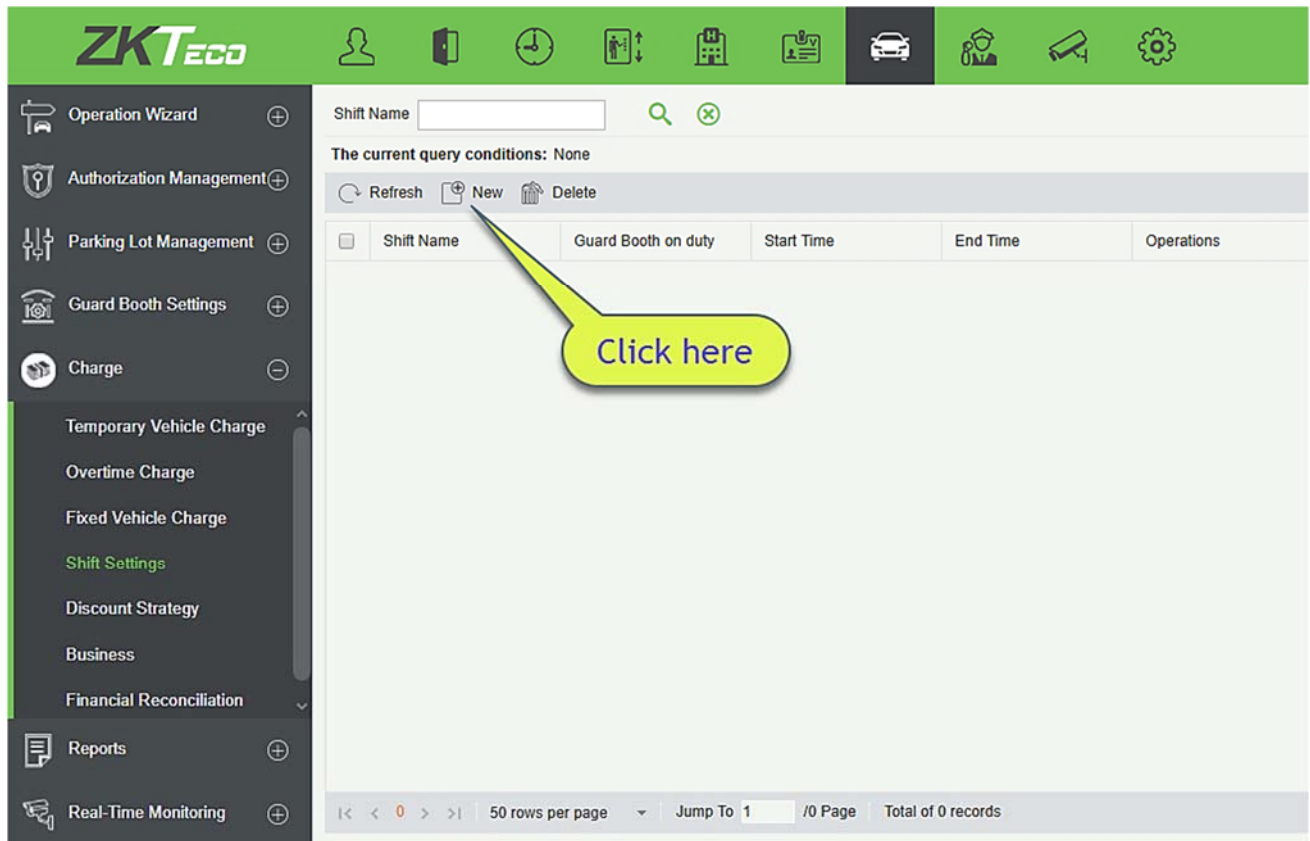 ZKTeco
Operation Wizard
Authorization Management
Parking Lot Management
Guard Booth Settings
Charge
Temporary Vehicle Charge
Overtime Charge
Fixed Vehicle Charge
Shift Settings
Discount Strategy
Business
Financial Reconciliation
Reports
Real-Time Monitoring
Shift Name
The current query conditions: None
Refresh New Delete
Shift Name Guard Booth on duty Start Time End Time Operations
Click here
|< < 0 > >| 50 rows per page Jump To 1 /0 Page Total of 0 records